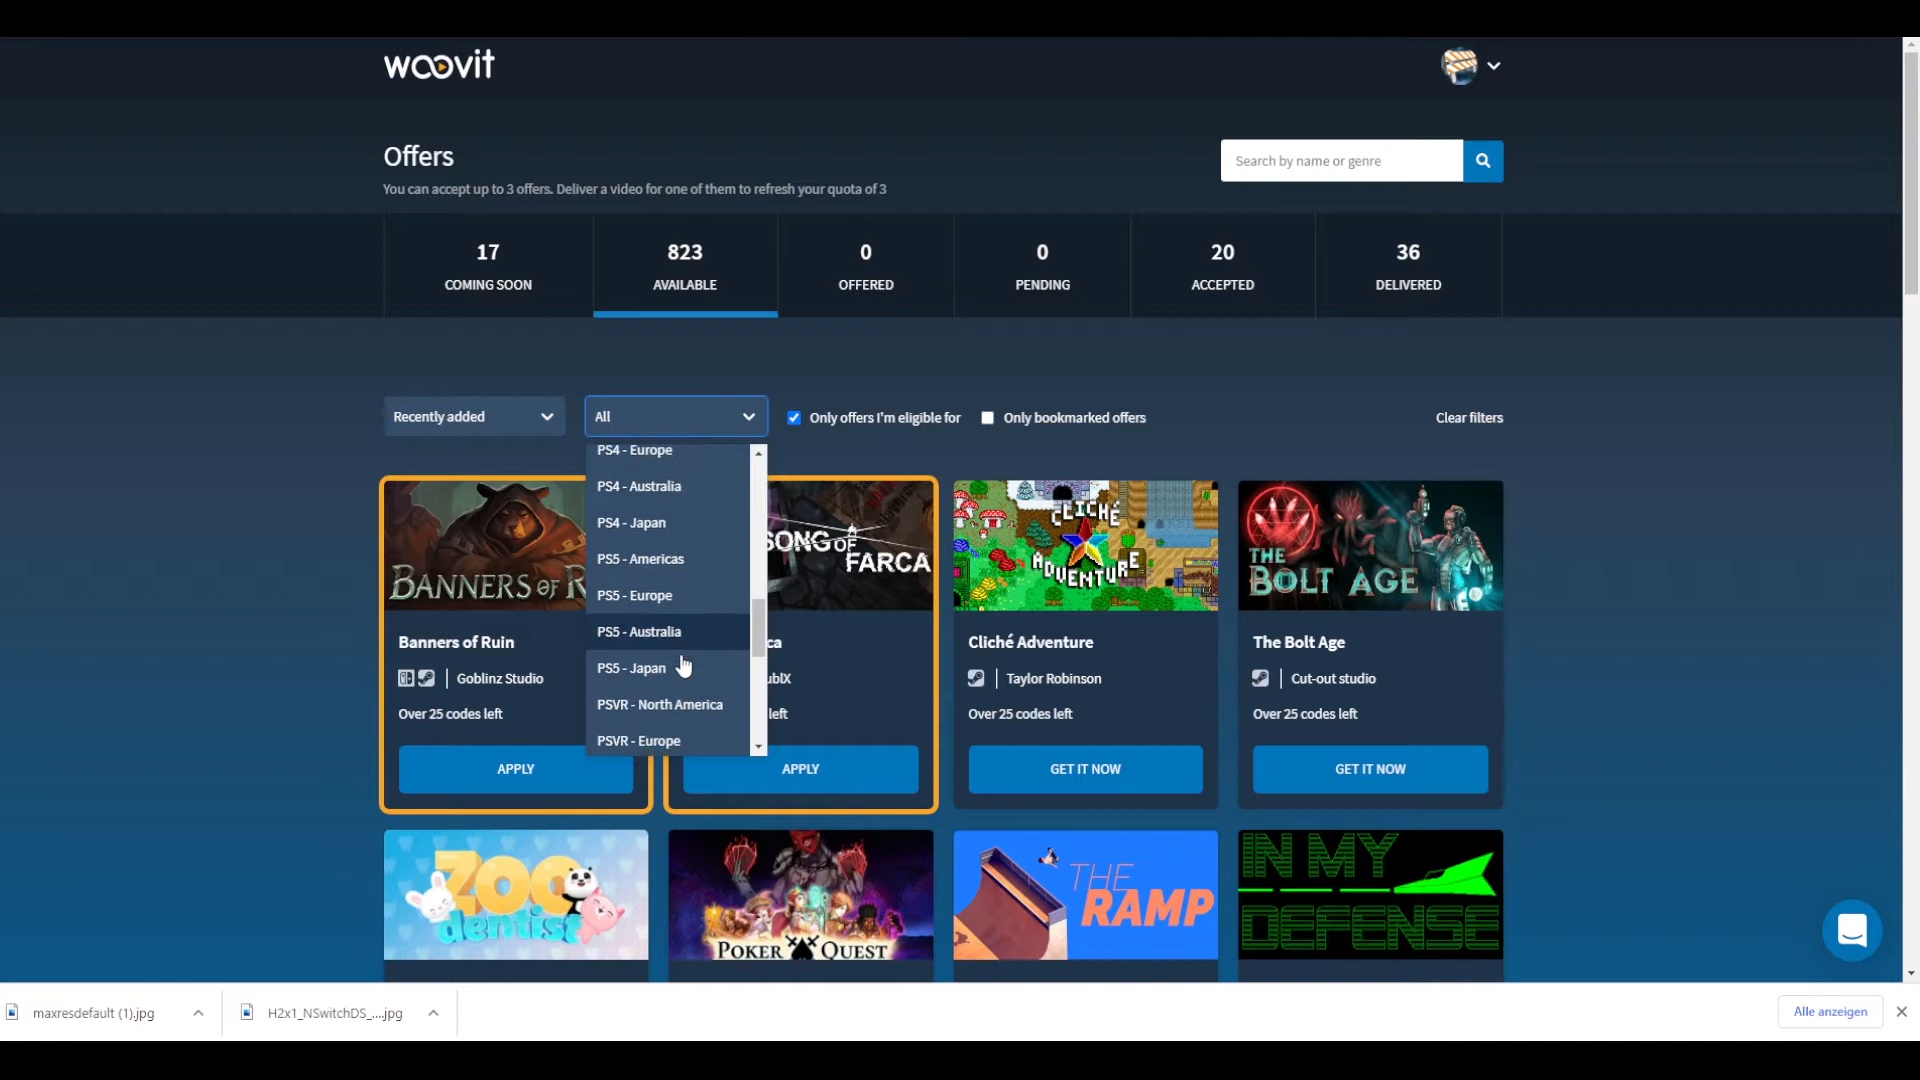 woovit
Offers
Search by name or genre
You can accept up to 3 offers. Deliver a video for one of them to refresh your quota of 3
17
COMING SOON
823
AVAILABLE
0
OFFERED
0
PENDING
20
ACCEPTED
36
DELIVERED
Recently added
All
Only offers I'm eligible for
Only bookmarked offers
Clear filters
PS4 - Europe
PS4 - Australia
PS4 - Japan
PS5 - Americas
PS5 - Europe
PS5 - Australia
PS5 - Japan
PSVR - North America
PSVR - Europe
BANNERS OF R
Banners of Ruin
Goblinz Studio
Over 25 codes left
APPLY
SONG OF
FARCA
ca
ublX
left
APPLY
CLICHÉ
ADVENTURE
Cliché Adventure
Taylor Robinson
Over 25 codes left
GET IT NOW
THE
BOLT AGE
The Bolt Age
Cut-out studio
Over 25 codes left
GET IT NOW
ZOO
dentist
POKER QUEST
THE
RAMP
IN MY
DEFENSE
maxresdefault (1).jpg
H2x1_NSwitchDS_....jpg
Alle anzeigen